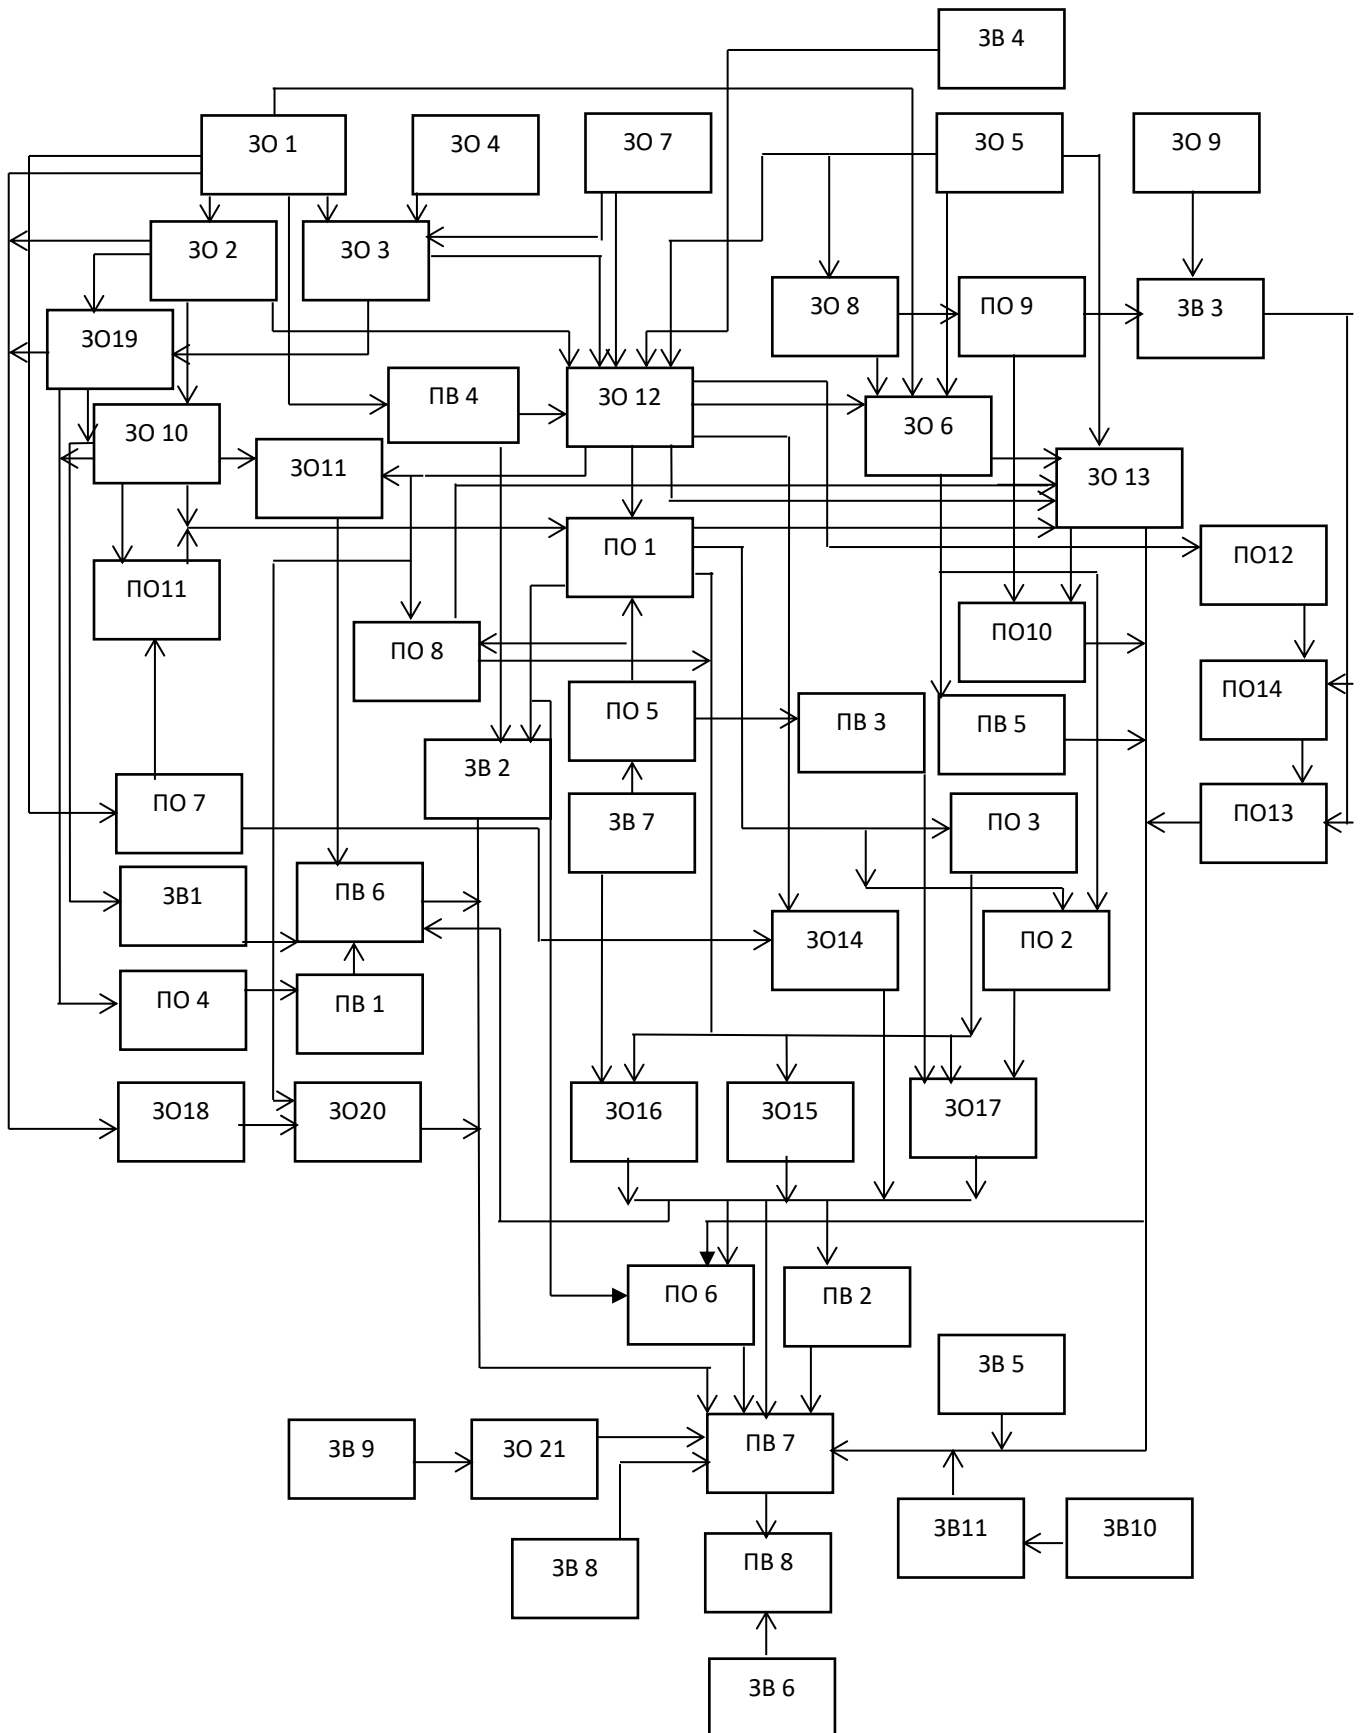 ЗВ 4
ЗО 1
ЗО 4
ЗО 7
ЗО 5
ЗО 9
ЗО 2
ЗО 3
ЗО 8
ПО 9
ЗВ 3
ЗО19
ПВ 4
ЗО 12
ЗО 6
ЗО 10
ЗО11
ЗО 13
ПО 1
ПО12
ПО11
ПО 8
ПО10
ПО14
ПО 5
ПВ 3
ПВ 5
ЗВ 2
ПО 7
ЗВ 7
ПО 3
ПО13
ЗВ1
ПВ 6
ЗО14
ПО 2
ПО 4
ПВ 1
ЗО18
ЗО20
ЗО16
ЗО15
ЗО17
ПО 6
ПВ 2
ЗВ 5
ЗВ 9
ЗО 21
ПВ 7
ЗВ 8
ПВ 8
ЗВ11
ЗВ10
ЗВ 6